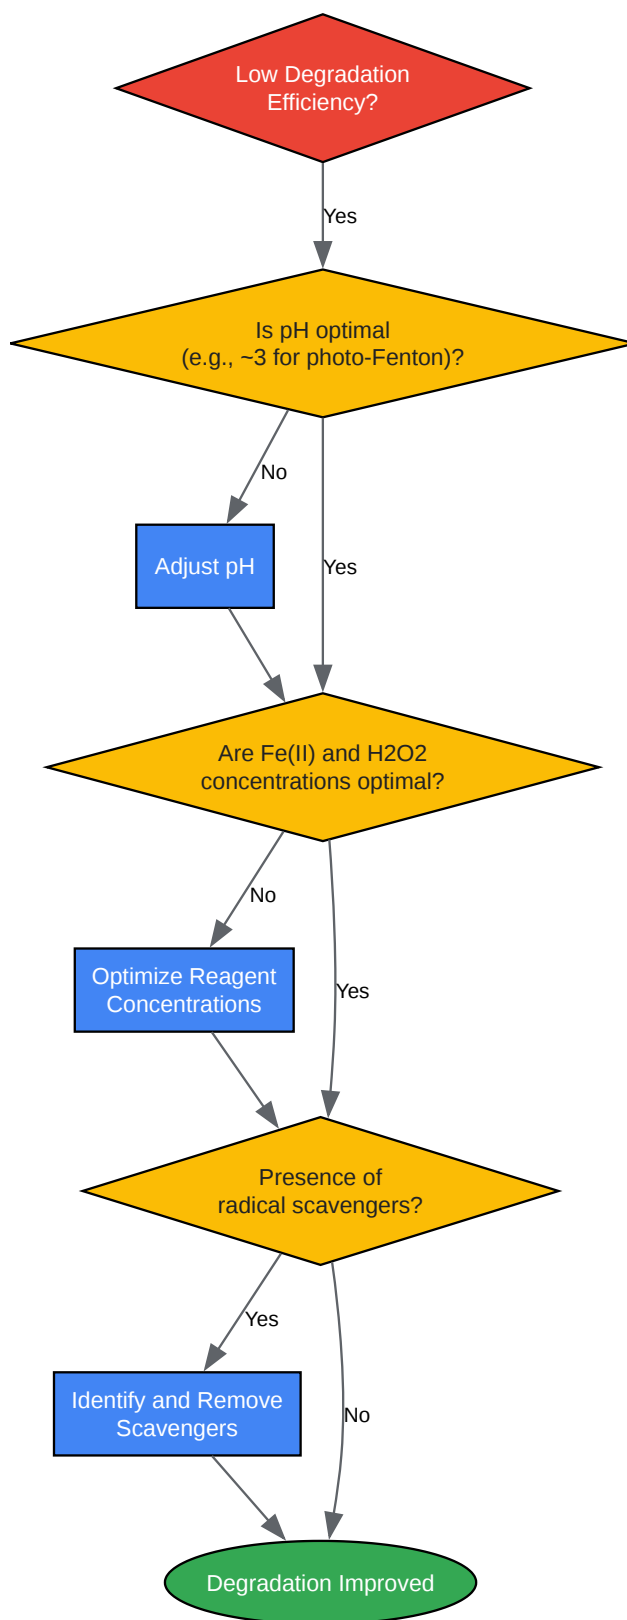 Low Degradation
Efficiency?
Yes
Is pH optimal
(e.g., ~3 for photo-Fenton)?
No
Adjust pH
Yes
Are Fe(II) and H2O2
concentrations optimal?
No
Optimize Reagent
Concentrations
Yes
Presence of
radical scavengers?
Yes
Identify and Remove
Scavengers
No
Degradation Improved